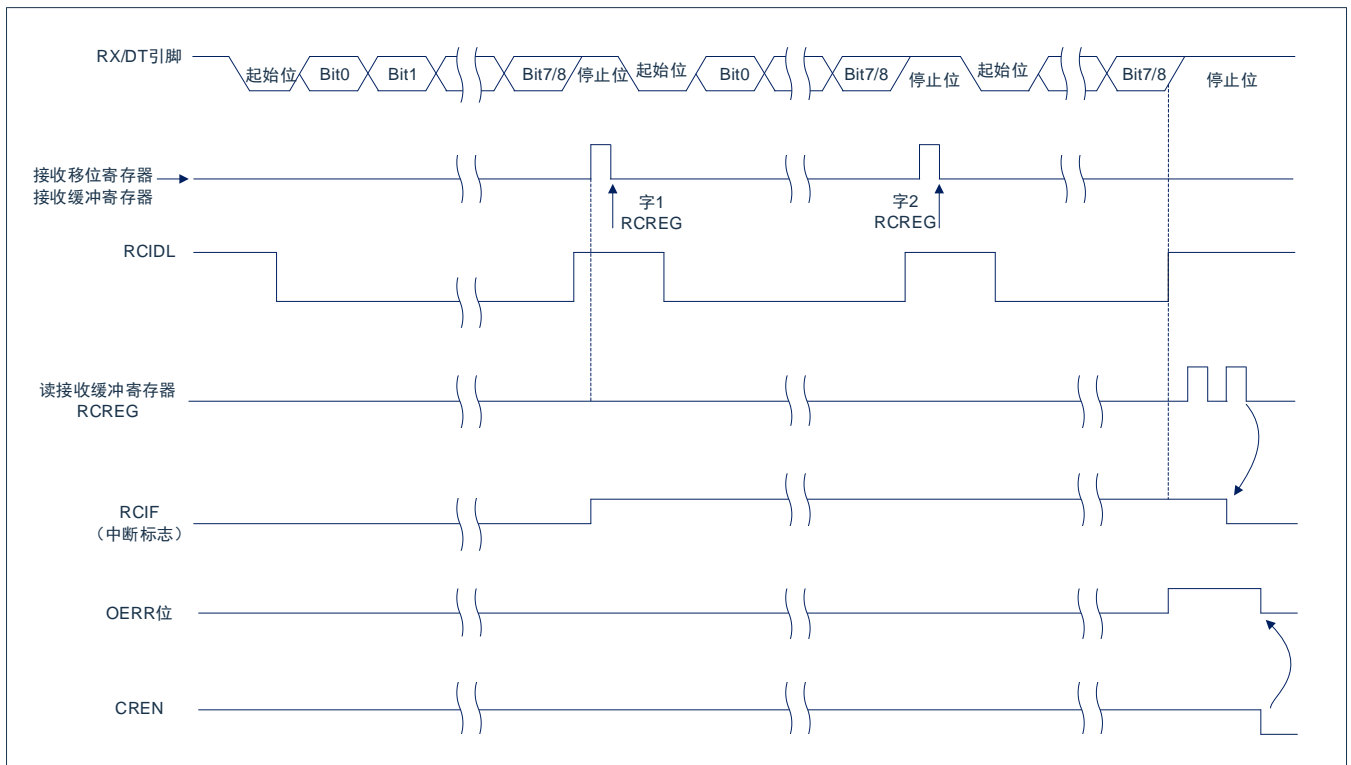 RX/DT引脚
起始位 Bit0 Bit1 Bit7/8 停止位 起始位 Bit0 Bit7/8 停止位 起始位 Bit7/8 停止位
接收移位寄存器
接收缓冲寄存器
字1
RCREG
字2
RCREG
RCIDL
读接收缓冲寄存器
RCREG
RCIF
（中断标志）
OERR位
CREN